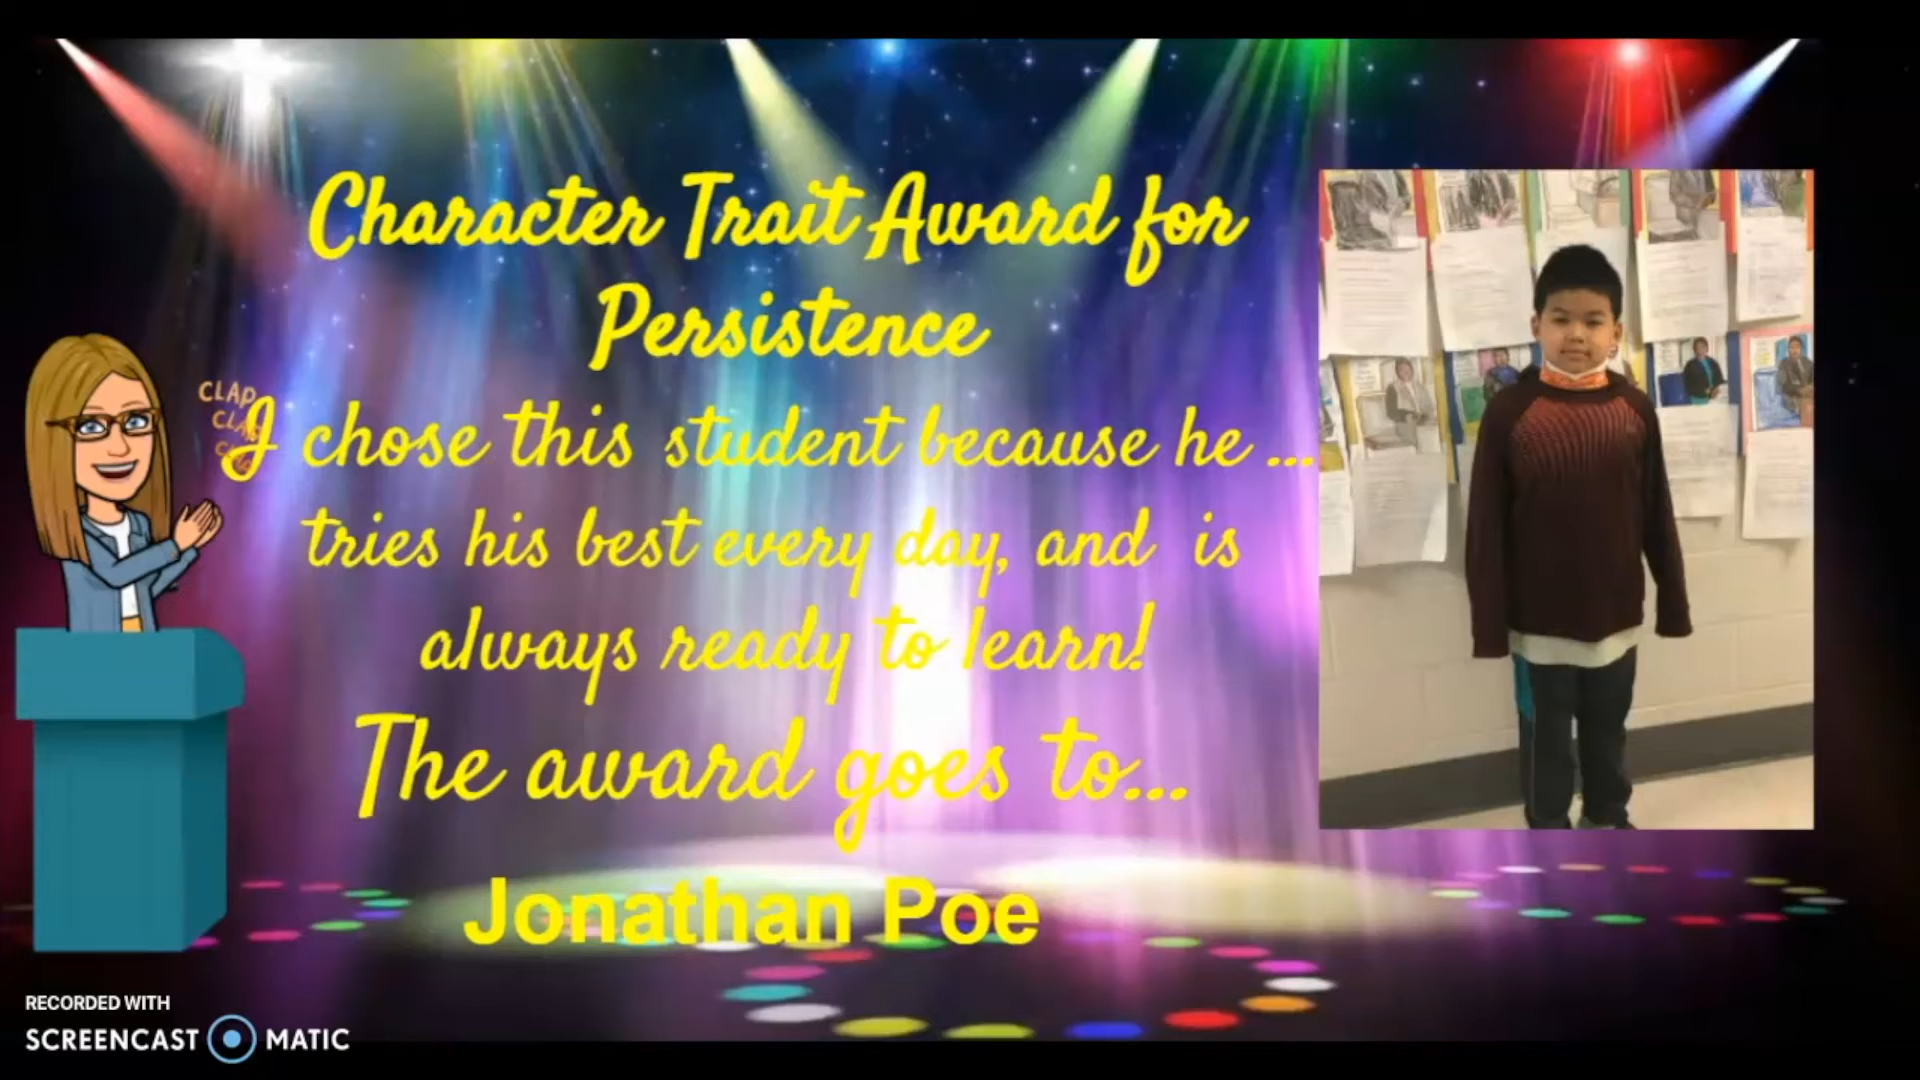 Character Trait Award for
Persistence
CLAP
I chose this student because he ...
tries his best every day, and is
always ready to learn!
The award goes to...
Jonathan Poe
RECORDED WITH
SCREENCAST MATIC